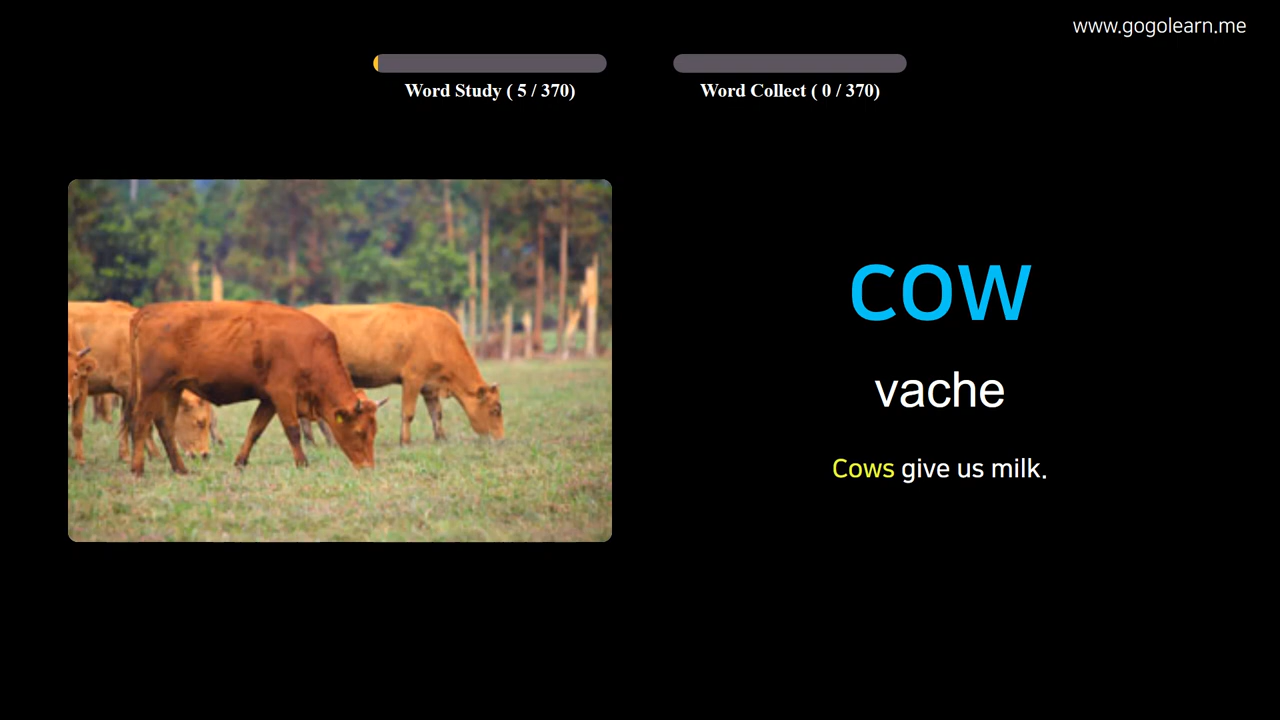 www.gogolearn.me
Word Study ( 5 / 370)
Word Collect ( 0 / 370)
cow
vache
Cows give us milk.